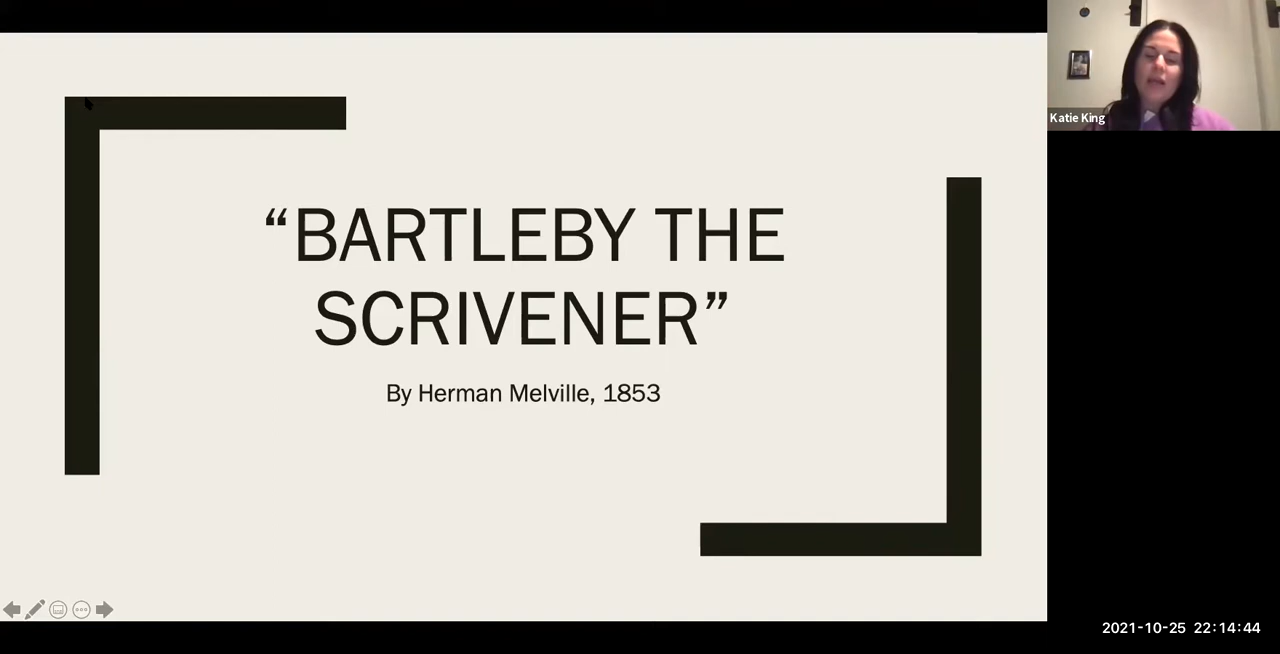 “BARTLEBY THE
SCRIVENER”
By Herman Melville, 1853
Katie King
2021-10-25 22:14:44